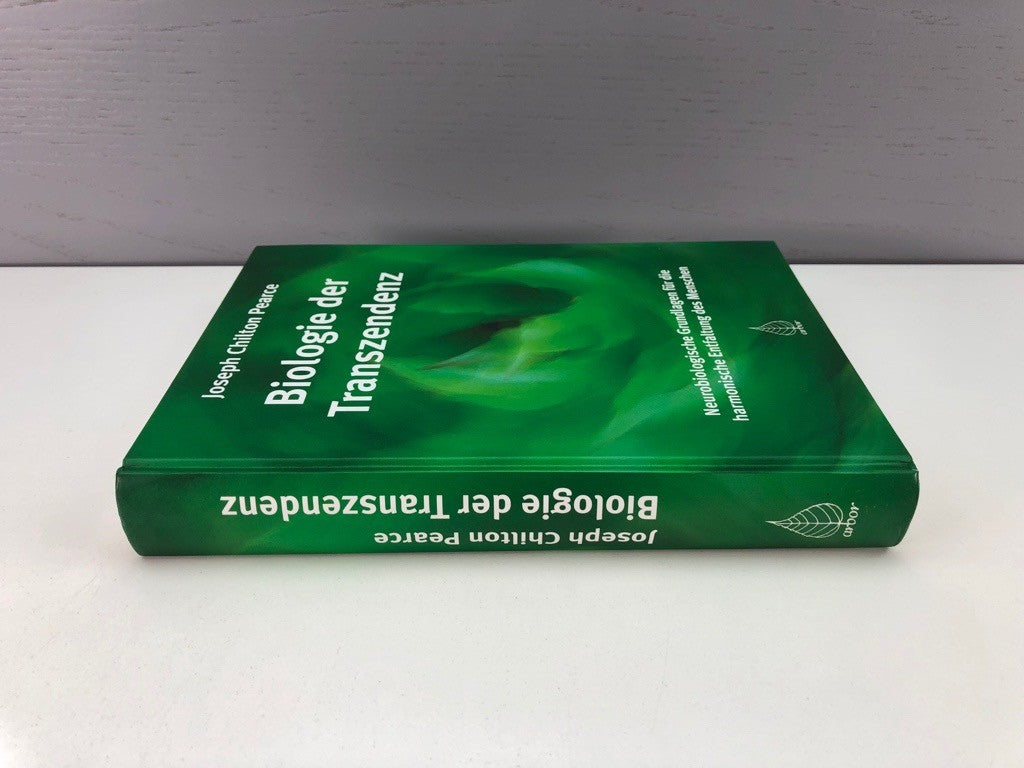 Joseph Chilton Pearce
Biologie der
Transzendenz
Neurobiologische Grundlagen für die
harmonische Entfaltung des Menschen
arbor
Joseph Chilton Pearce
Biologie der Transzendenz
arbor